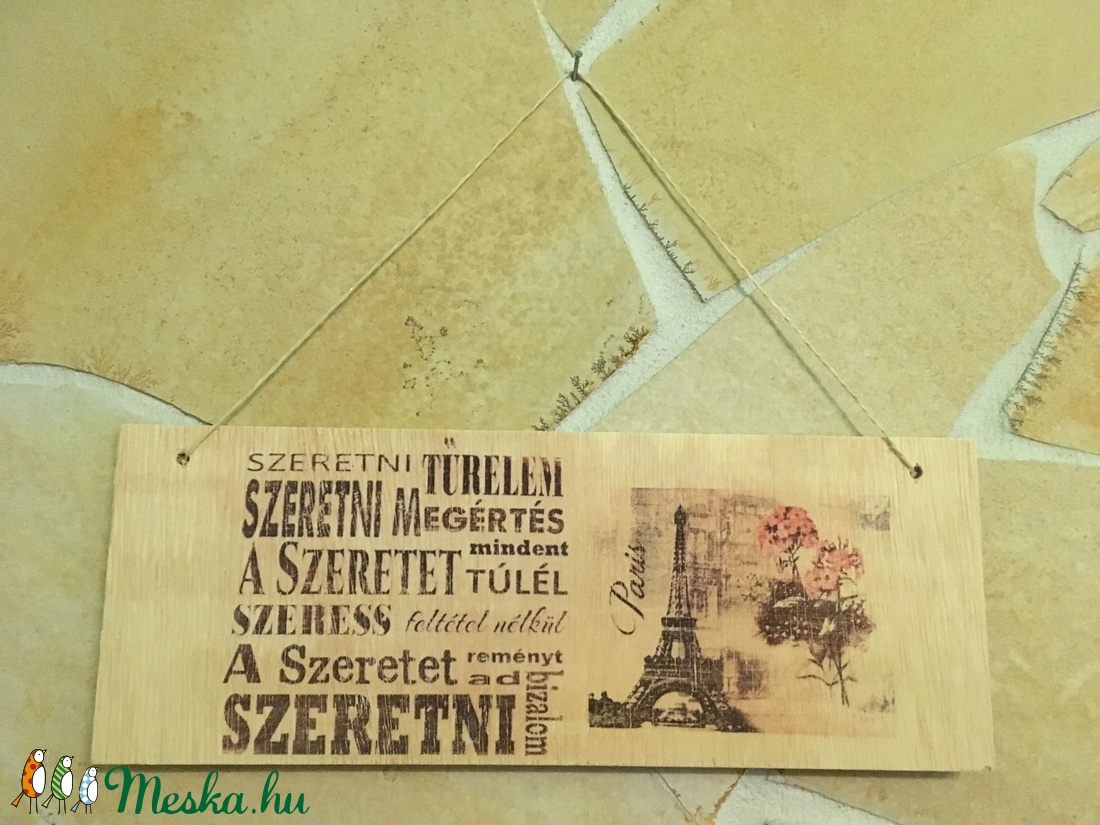 SZERETNI TÜRELEM
SZERETNI MEGÉRTÉS
A SZERETET mindent
TÚLÉL
SZERESS feltétel nélkül
A Szeretet reményt
ad
SZERETNI bizalom
Paris
Meska.hu